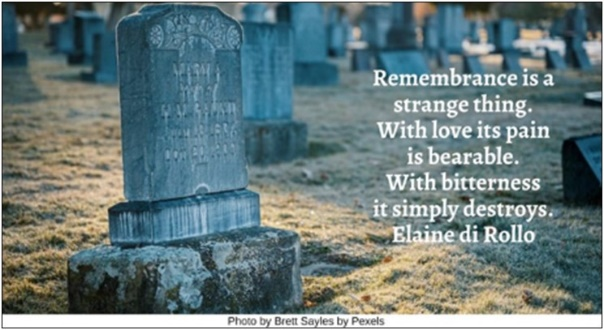 Remembrance is a
strange thing.
With love its pain
is bearable.
With bitterness
it simply destroys.
Elaine di Rollo
Photo by Brett Sayles by Pexels